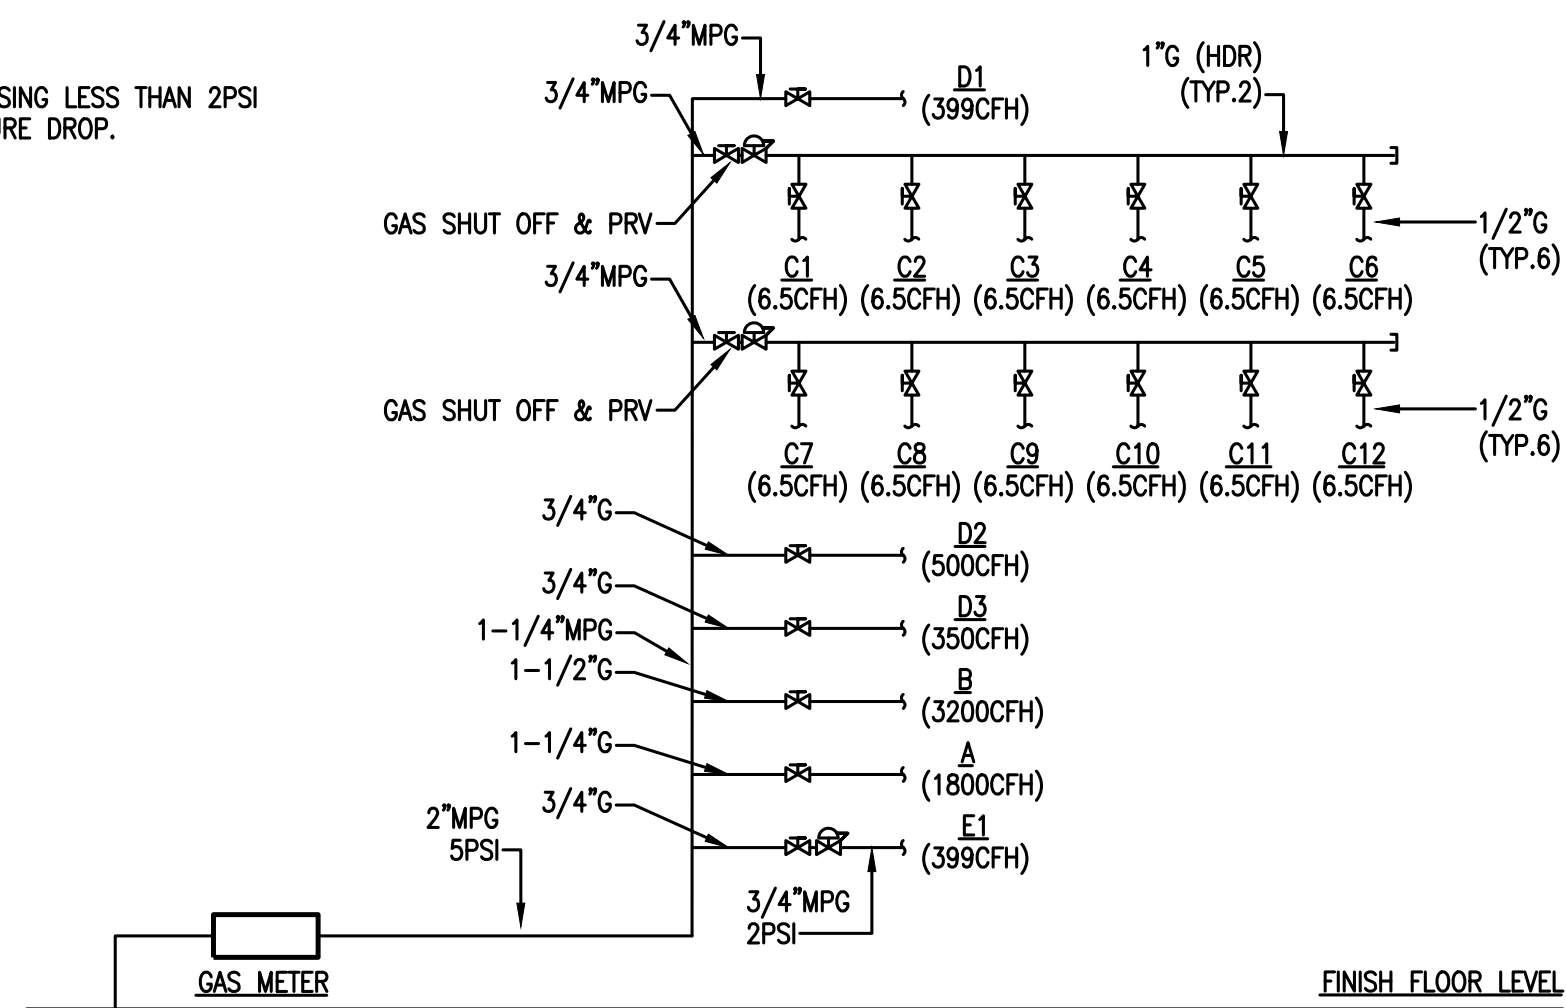 SING LESS THAN 2PSI
URE DROP.
3/4"MPG
3/4"MPG
D1
(399CFH)
1"G (HDR)
(TYP.2)
GAS SHUT OFF & PRV
1/2"G
(TYP.6)
C1
(6.5CFH)
C2
(6.5CFH)
C3
(6.5CFH)
C4
(6.5CFH)
C5
(6.5CFH)
C6
(6.5CFH)
3/4"MPG
GAS SHUT OFF & PRV
1/2"G
(TYP.6)
C7
(6.5CFH)
C8
(6.5CFH)
C9
(6.5CFH)
C10
(6.5CFH)
C11
(6.5CFH)
C12
(6.5CFH)
3/4"G
D2
(500CFH)
3/4"G
D3
(350CFH)
1-1/4"MPG
1-1/2"G
B
(3200CFH)
1-1/4"G
A
(1800CFH)
3/4"G
E1
(399CFH)
2"MPG
5PSI
3/4"MPG
2PSI
GAS METER
FINISH FLOOR LEVEL